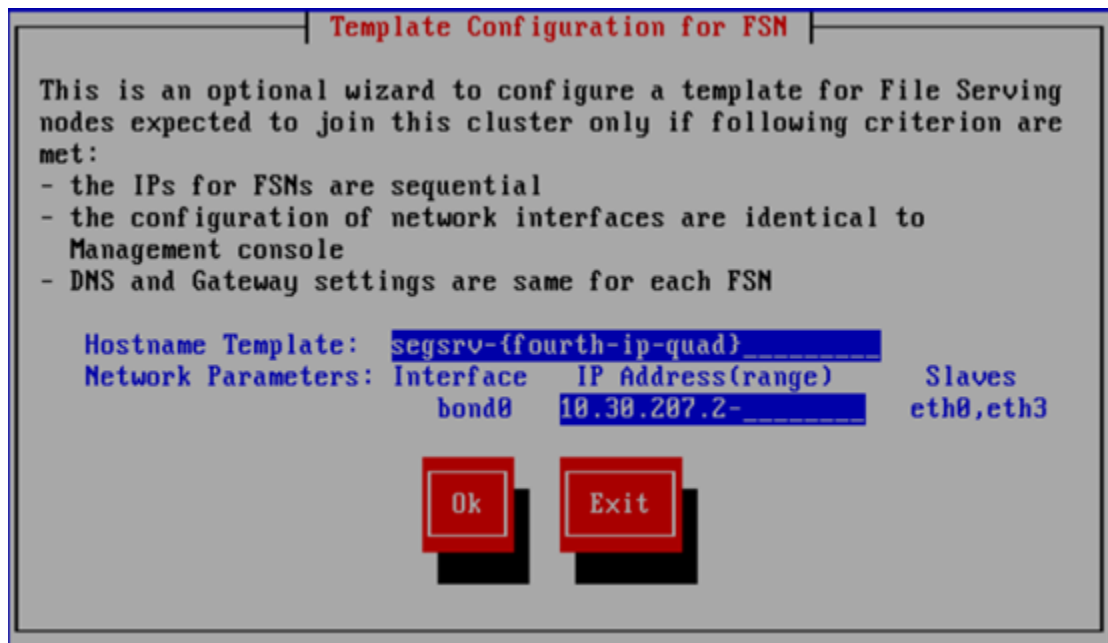 Template Configuration for FSN
This is an optional wizard to configure a template for File Serving
nodes expected to join this cluster only if following criterion are
met:
- the IPs for FSNs are sequential
- the configuration of network interfaces are identical to
Management console
- DNS and Gateway settings are same for each FSN
Hostname Template: segsrv-{fourth-ip-quad}_________
Network Parameters: Interface IP Address(range) Slaves
bond0 10.30.207.2-________ eth0,eth3
Ok Exit